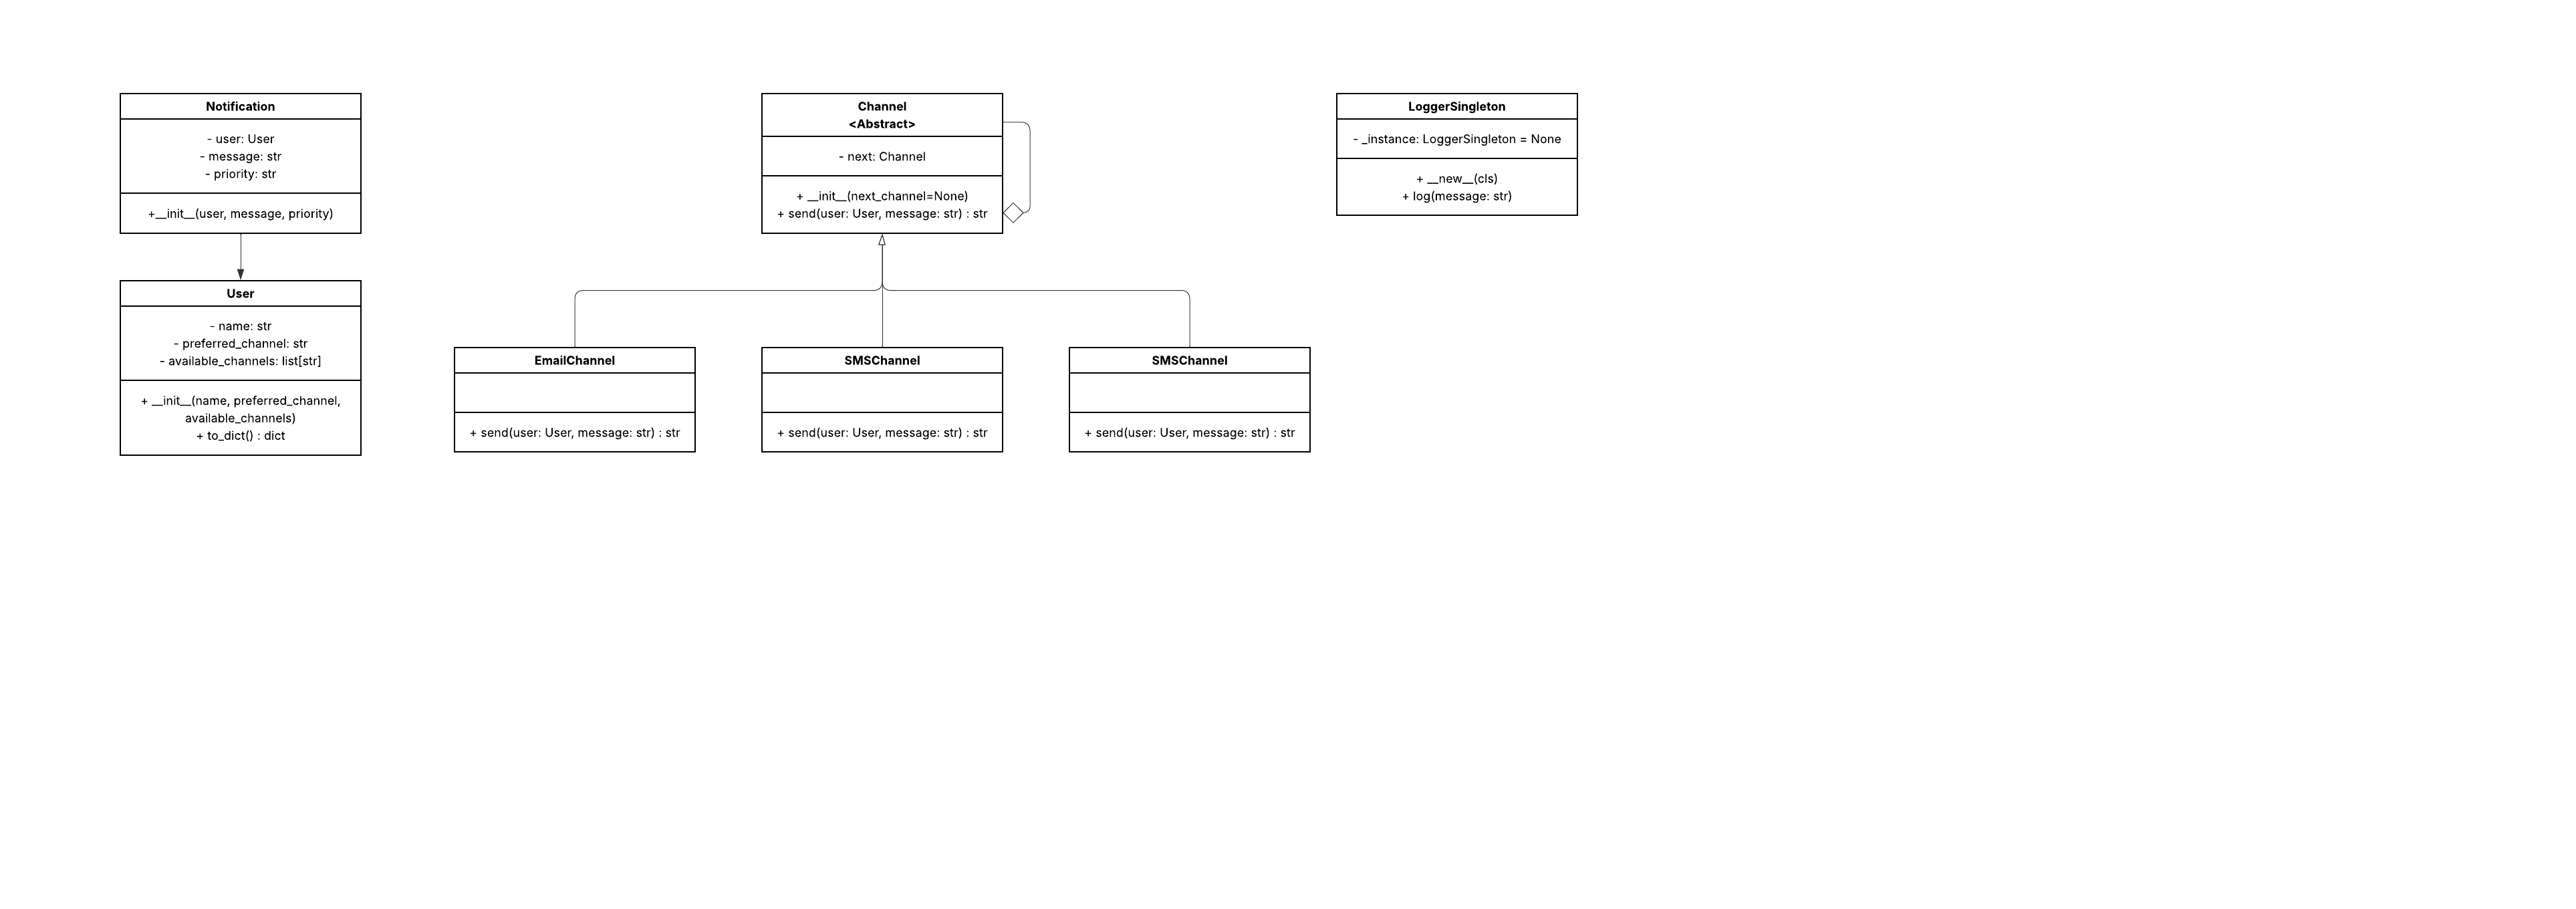 Notification
- user: User
- message: str
- priority: str
+__init__(user, message, priority)
User
- name: str
- preferred_channel: str
- available_channels: list[str]
+ __init__(name, preferred_channel,
available_channels)
+ to_dict() : dict
Channel
<Abstract>
- next: Channel
+ __init__(next_channel=None)
+ send(user: User, message: str) : str
EmailChannel
+ send(user: User, message: str) : str
SMSChannel
+ send(user: User, message: str) : str
SMSChannel
+ send(user: User, message: str) : str
LoggerSingleton
- _instance: LoggerSingleton = None
+ __new__(cls)
+ log(message: str)